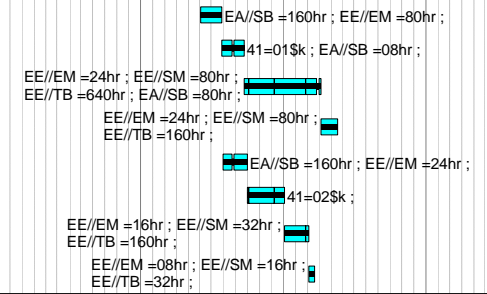 EA//SB =160hr ; EE//EM =80hr ;
41=01$k ; EA//SB =08hr ;
EE//EM =24hr ; EE//SM =80hr ;
EE//TB =640hr ; EA//SB =80hr ;
EE//EM =24hr ; EE//SM =80hr ;
EE//TB =160hr ;
EA//SB =160hr ; EE//EM =24hr ;
41=02$k ;
EE//EM =16hr ; EE//SM =32hr ;
EE//TB =160hr ;
EE//EM =08hr ; EE//SM =16hr ;
EE//TB =32hr ;